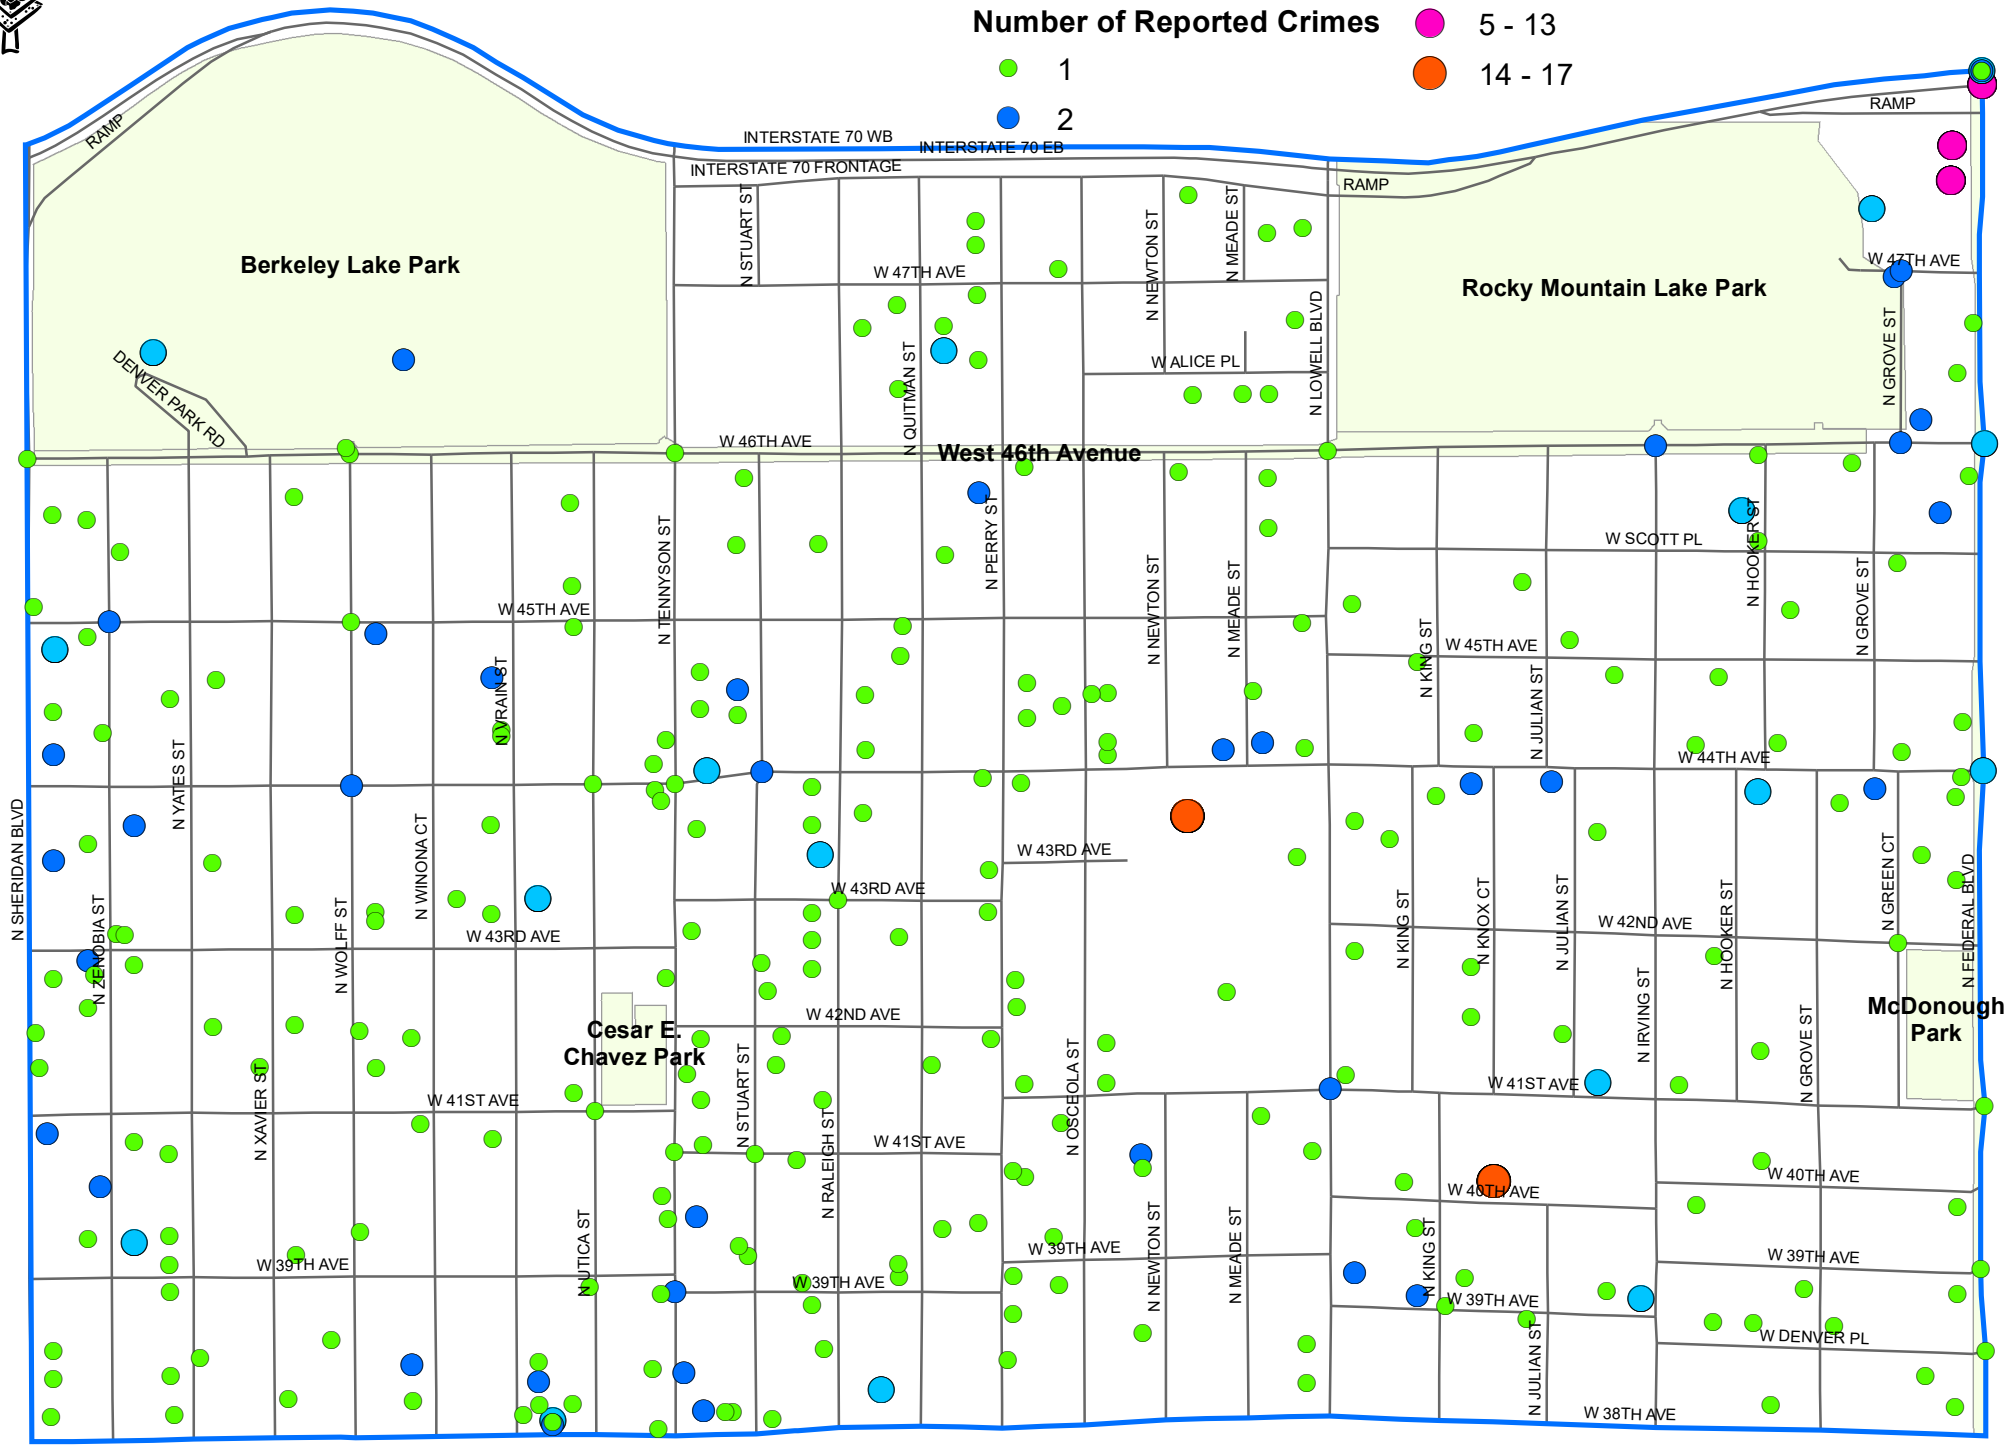 Number of Reported Crimes
5 - 13
1
14 - 17
2
RAMP
RAMP
INTERSTATE 70 WB
INTERSTATE 70 EB
INTERSTATE 70 FRONTAGE
RAMP
N STUART ST
N NEWTON ST
N MEADE ST
Berkeley Lake Park
W 47TH AVE
W 47TH AVE
Rocky Mountain Lake Park
N LOWELL BLVD
N GROVE ST
DENVER PARK RD
N QUITMAN ST
W ALICE PL
W 46TH AVE
West 46th Avenue
N TENNYSON ST
N PERRY ST
N NEWTON ST
N MEADE ST
W SCOTT PL
N HOOKER ST
N GROVE ST
W 45TH AVE
W 45TH AVE
N KING ST
N JULIAN ST
N VRAIN ST
N YATES ST
W 44TH AVE
N SHERIDAN BLVD
N WINONA CT
W 43RD AVE
W 43RD AVE
W 43RD AVE
N ZENOBIA ST
N WOLFF ST
N KING ST
N KNOX CT
N JULIAN ST
W 42ND AVE
N HOOKER ST
N GREEN CT
N FEDERAL BLVD
N IRVING ST
McDonough
Park
Cesar E.
Chavez Park
W 42ND AVE
N STUART ST
N OSCEOLA ST
N GROVE ST
W 41ST AVE
W 41ST AVE
N XAVIER ST
N RALEIGH ST
W 41ST AVE
W 40TH AVE
W 40TH AVE
N UTICA ST
N NEWTON ST
N MEADE ST
N KING ST
W 39TH AVE
W 39TH AVE
W 39TH AVE
W 39TH AVE
W 39TH AVE
N JULIAN ST
W DENVER PL
W 38TH AVE